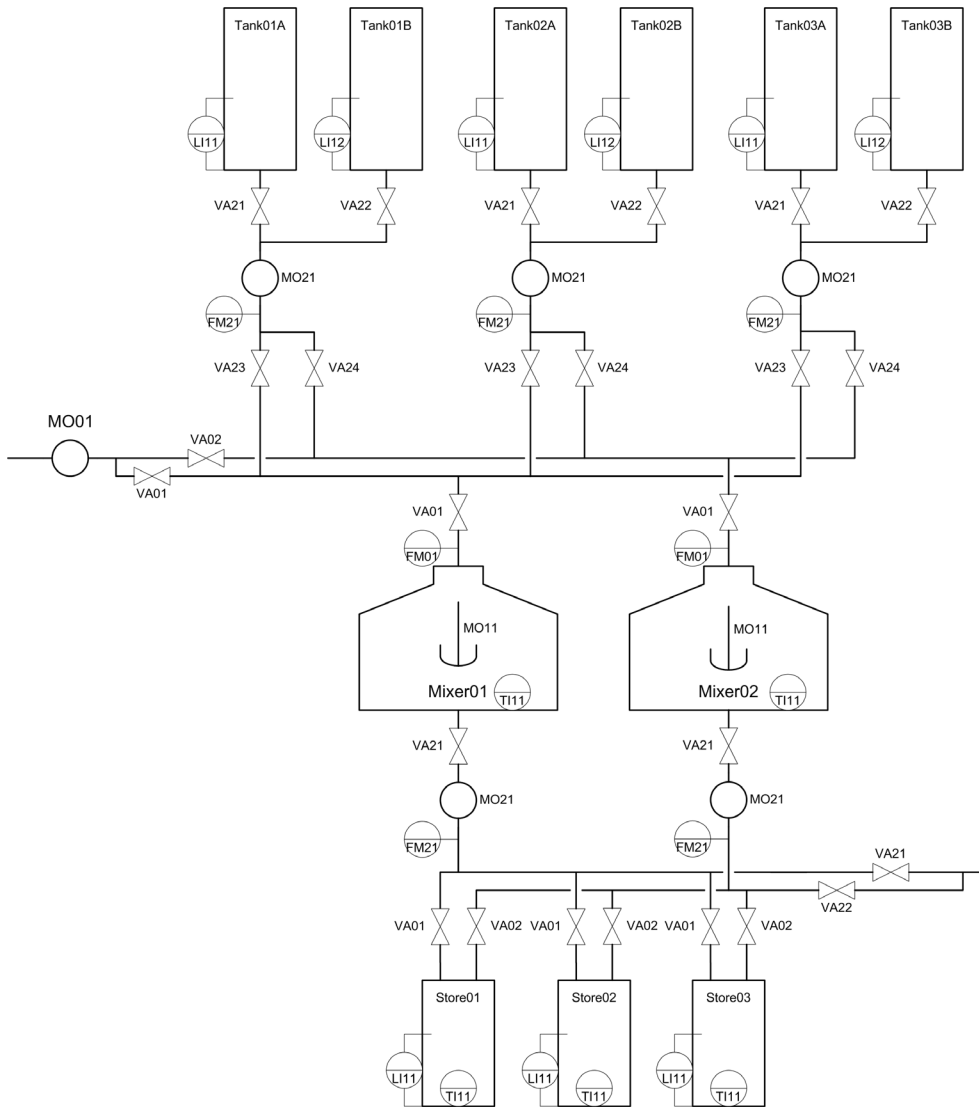 Tank01A
Tank01B
Tank02A
Tank02B
Tank03A
Tank03B
LI11
LI12
LI11
LI12
LI11
LI12
VA21
VA22
VA21
VA22
VA21
VA22
MO21
MO21
MO21
FM21
FM21
FM21
VA23
VA24
VA23
VA24
VA23
VA24
MO01
VA02
VA01
VA01
VA01
FM01
FM01
MO11
MO11
Mixer01
TI11
Mixer02
TI11
VA21
VA21
MO21
MO21
FM21
FM21
VA21
VA22
VA01
VA02
VA01
VA02
VA01
VA02
Store01
Store02
Store03
LI11
TI11
LI11
TI11
LI11
TI11